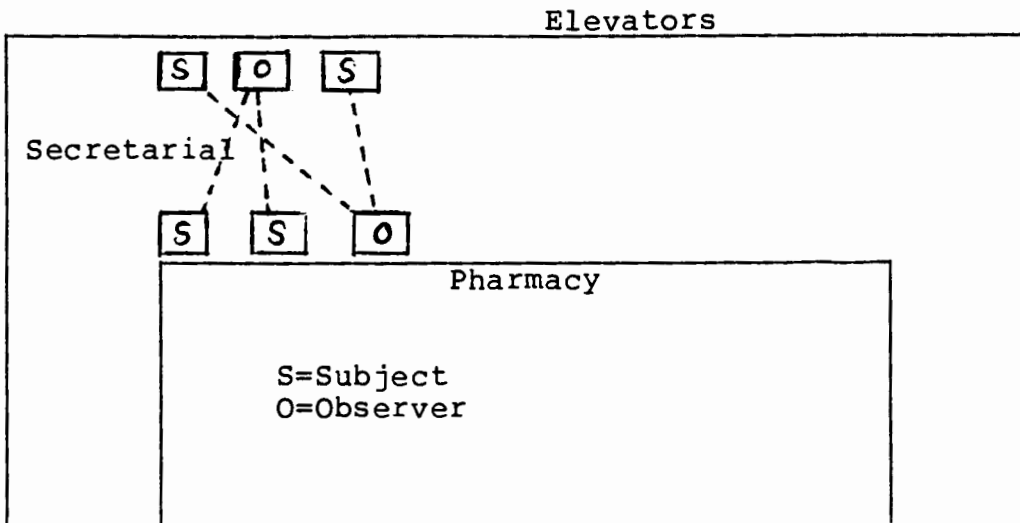 Elevators
S O S
Secretarial
S S O
Pharmacy
S=Subject
O=Observer